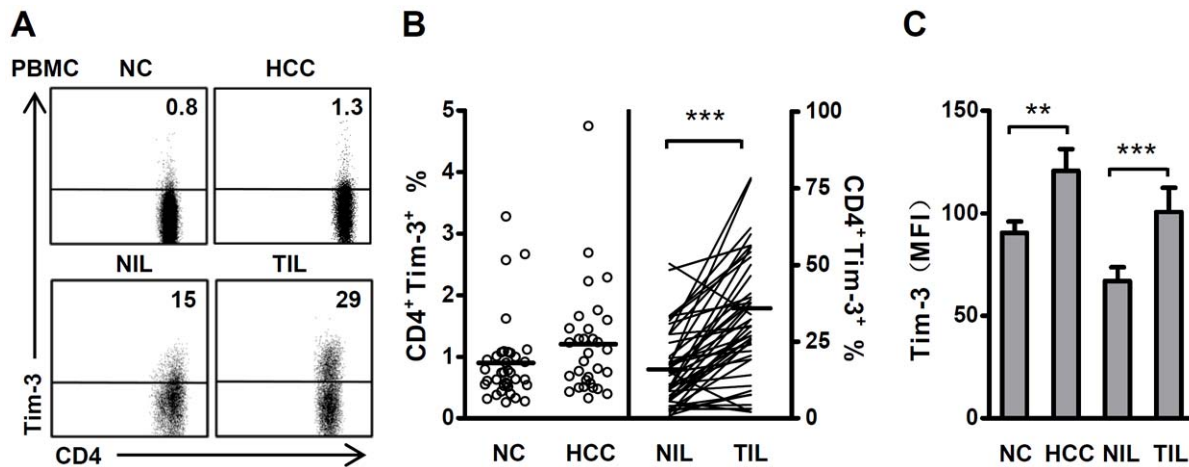 A
B
C
PBMC NC HCC
0.8
1.3
NIL TIL
15
29
Tim-3
CD4
CD4⁺ Tim-3⁺ %
5
4
3
2
1
0
***
100
75
50
25
0
CD4⁺ Tim-3⁺ %
NC HCC NIL TIL
Tim-3 (MFI)
150
100
50
0
**
***
NC HCC NIL TIL